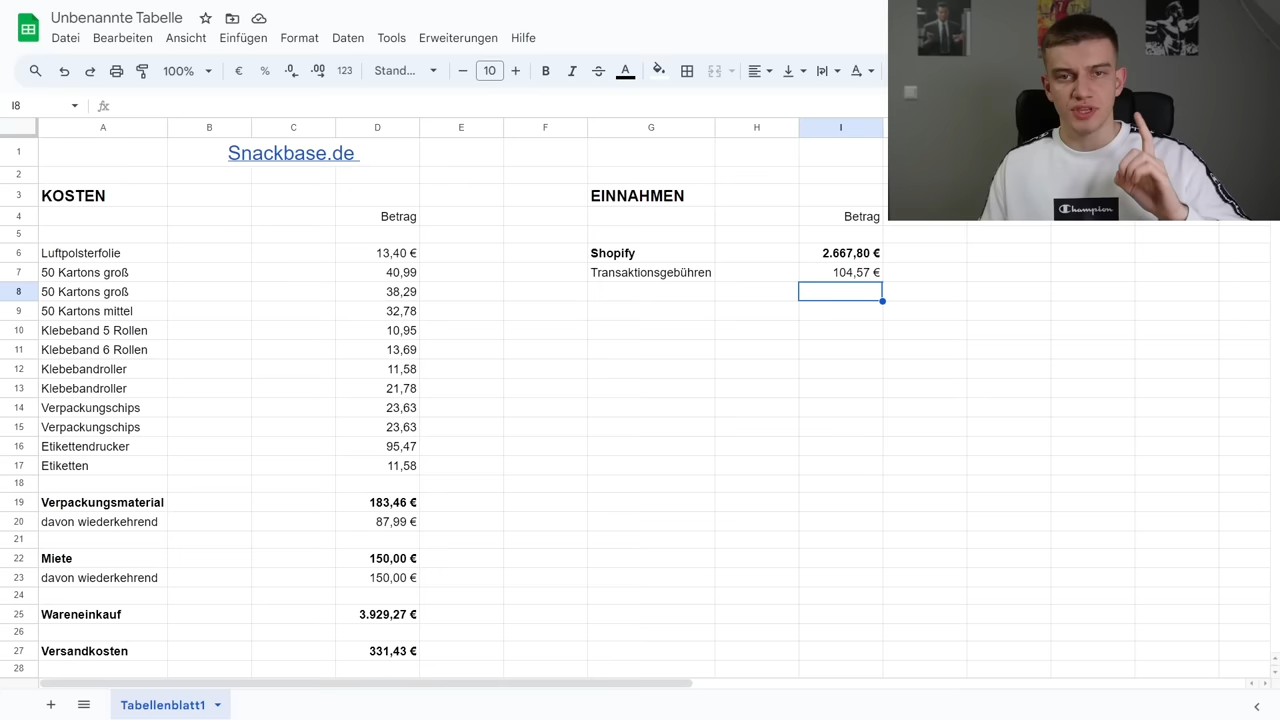 Unbenannte Tabelle
Datei Bearbeiten Ansicht Einfügen Format Daten Tools Erweiterungen Hilfe
100% € % .0 .00 123 Stand... 10 B I S A
I8 fx
A B C D E F G H I
1 Snackbase.de
2
3 KOSTEN EINNAHMEN
4 Betrag Betrag
5
6 Luftpolsterfolie 13,40 € Shopify 2.667,80 €
7 50 Kartons groß 40,99 Transaktionsgebühren 104,57 €
8 50 Kartons groß 38,29
9 50 Kartons mittel 32,78
10 Klebeband 5 Rollen 10,95
11 Klebeband 6 Rollen 13,69
12 Klebebandroller 11,58
13 Klebebandroller 21,78
14 Verpackungschips 23,63
15 Verpackungschips 23,63
16 Etikettendrucker 95,47
17 Etiketten 11,58
18
19 Verpackungsmaterial 183,46 €
20 davon wiederkehrend 87,99 €
21
22 Miete 150,00 €
23 davon wiederkehrend 150,00 €
24
25 Wareneinkauf 3.929,27 €
26
27 Versandkosten 331,43 €
28
Tabellenblatt1
Champion